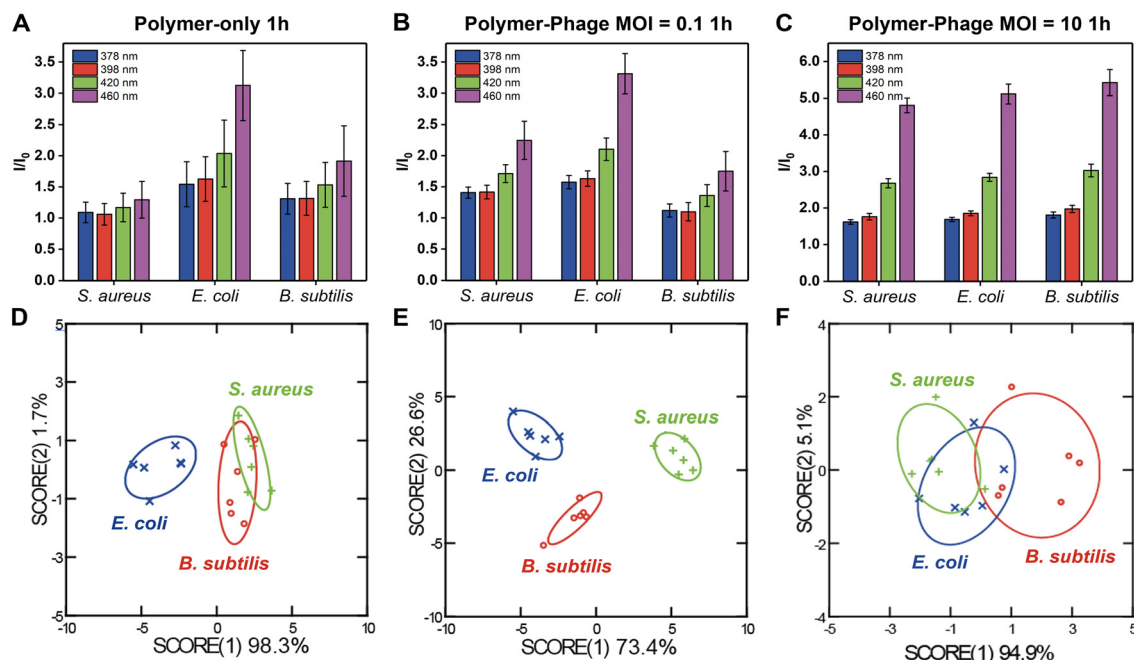 A
Polymer-only 1h
378 nm
398 nm
420 nm
460 nm
I/I₀
3.5
3.0
2.5
2.0
1.5
1.0
0.5
0.0
S. aureus E. coli B. subtilis
B
Polymer-Phage MOI = 0.1 1h
378 nm
398 nm
420 nm
460 nm
I/I₀
3.5
3.0
2.5
2.0
1.5
1.0
0.5
0.0
S. aureus E. coli B. subtilis
C
Polymer-Phage MOI = 10 1h
378 nm
398 nm
420 nm
460 nm
I/I₀
6.0
5.0
4.0
3.0
2.0
1.0
0.0
S. aureus E. coli B. subtilis
D
SCORE(2) 1.7%
5
3
1
-1
-3
-5
S. aureus
E. coli
B. subtilis
-10 -5 0 5 10
SCORE(1) 98.3%
E
SCORE(2) 26.6%
10
5
0
-5
-10
S. aureus
E. coli
B. subtilis
-10 -5 0 5 10
SCORE(1) 73.4%
F
SCORE(2) 5.1%
4
2
0
-2
-4
S. aureus
E. coli
B. subtilis
-5 -3 -1 1 3 5
SCORE(1) 94.9%